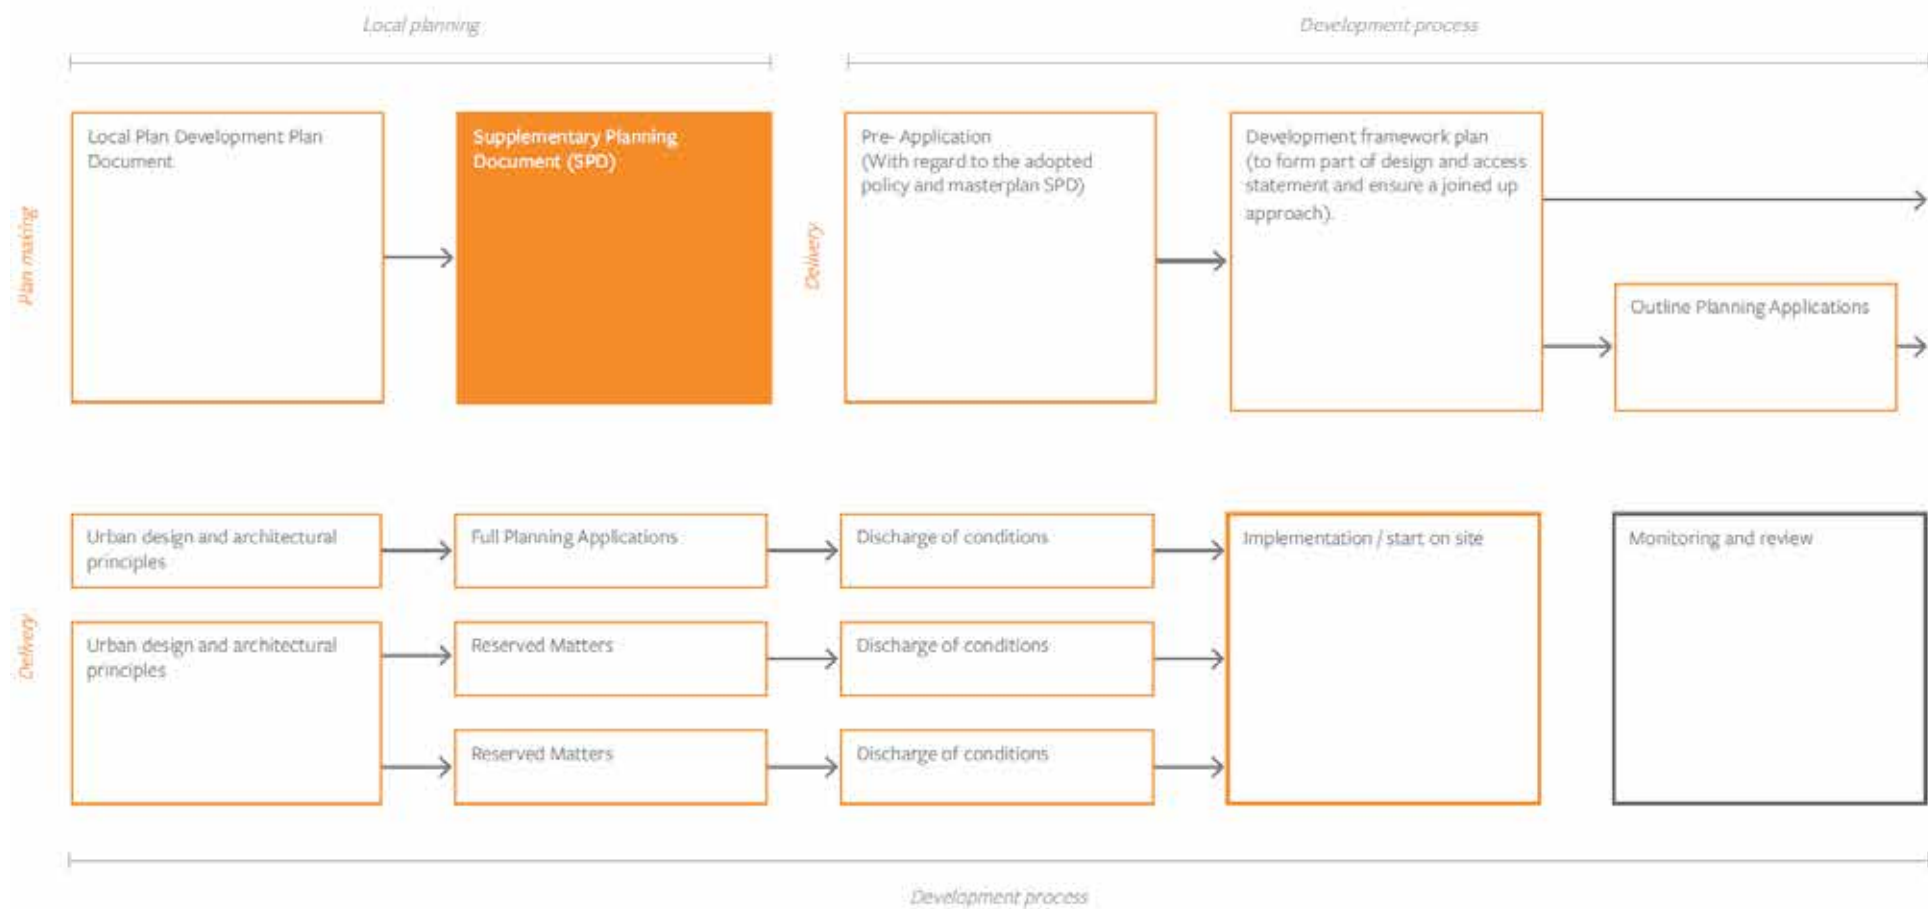 Local planning
Development process
Plan making
Local Plan Development Plan
Document
Supplementary Planning
Document (SPD)
Delivery
Pre- Application
(With regard to the adopted
policy and masterplan SPD)
Development framework plan
(to form part of design and access
statement and ensure a joined up
approach).
Outline Planning Applications
Delivery
Urban design and architectural
principles
Full Planning Applications
Discharge of conditions
Implementation / start on site
Monitoring and review
Urban design and architectural
principles
Reserved Matters
Discharge of conditions
Reserved Matters
Discharge of conditions
Development process